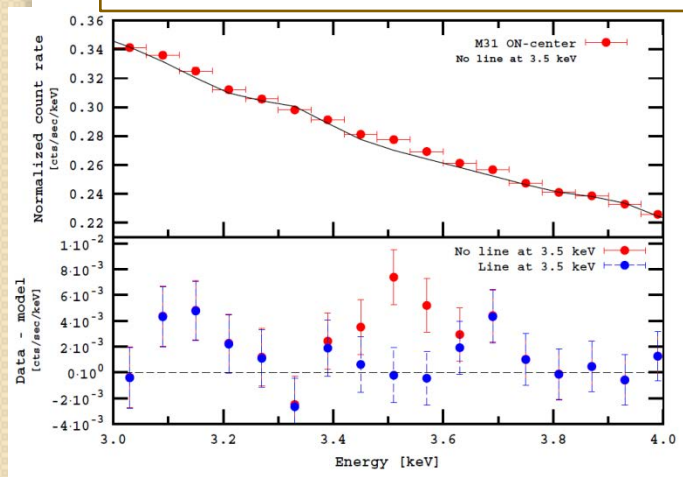 0.36
0.34
0.32
0.30
0.28
0.26
0.24
0.22
Normalized count rate
[cts/sec/keV]
M31 ON-center
No line at 3.5 keV
1·10-2
8·10-3
6·10-3
4·10-3
2·10-3
0·100
-2·10-3
-4·10-3
Data - model
[cts/sec/keV]
No line at 3.5 keV
Line at 3.5 keV
3.0 3.2 3.4 3.6 3.8 4.0
Energy [keV]